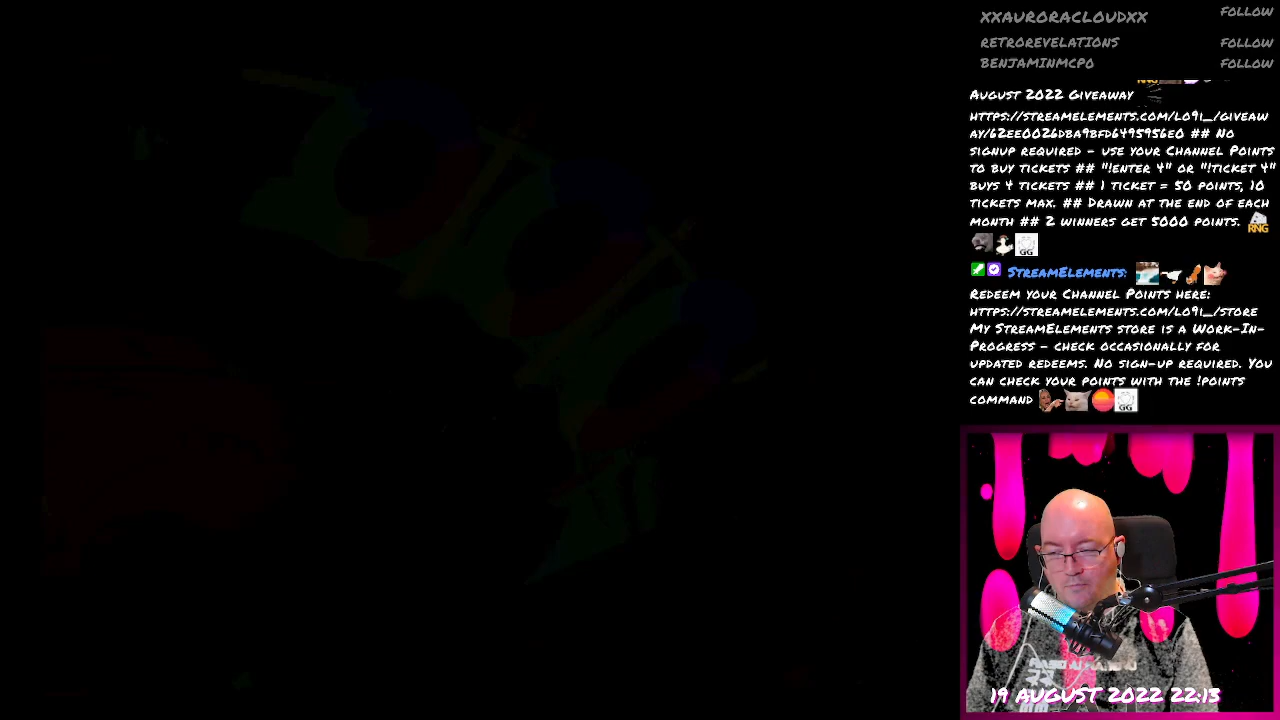 XXAURORACLOUDXX FOLLOW
RETROREVELATIONS FOLLOW
BENJAMINMCPO FOLLOW
AUGUST 2022 GIVEAWAY
HTTPS://STREAMELEMENTS.COM/LO9I_/GIVEAW
AY/62EE0026DBA9BFD6495956E0 ## NO
SIGNUP REQUIRED - USE YOUR CHANNEL POINTS
TO BUY TICKETS ## "!ENTER 4" OR "!TICKET 4"
BUYS 4 TICKETS ## 1 TICKET = 50 POINTS, 10
TICKETS MAX. ## DRAWN AT THE END OF EACH
MONTH ## 2 WINNERS GET 5000 POINTS. RNG
GG
STREAMELEMENTS:
REDEEM YOUR CHANNEL POINTS HERE:
HTTPS://STREAMELEMENTS.COM/LO9I_/STORE
MY STREAMELEMENTS STORE IS A WORK-IN-
PROGRESS - CHECK OCCASIONALLY FOR
UPDATED REDEEMS. NO SIGN-UP REQUIRED. YOU
CAN CHECK YOUR POINTS WITH THE !POINTS
COMMAND GG
19 AUGUST 2022 22:13